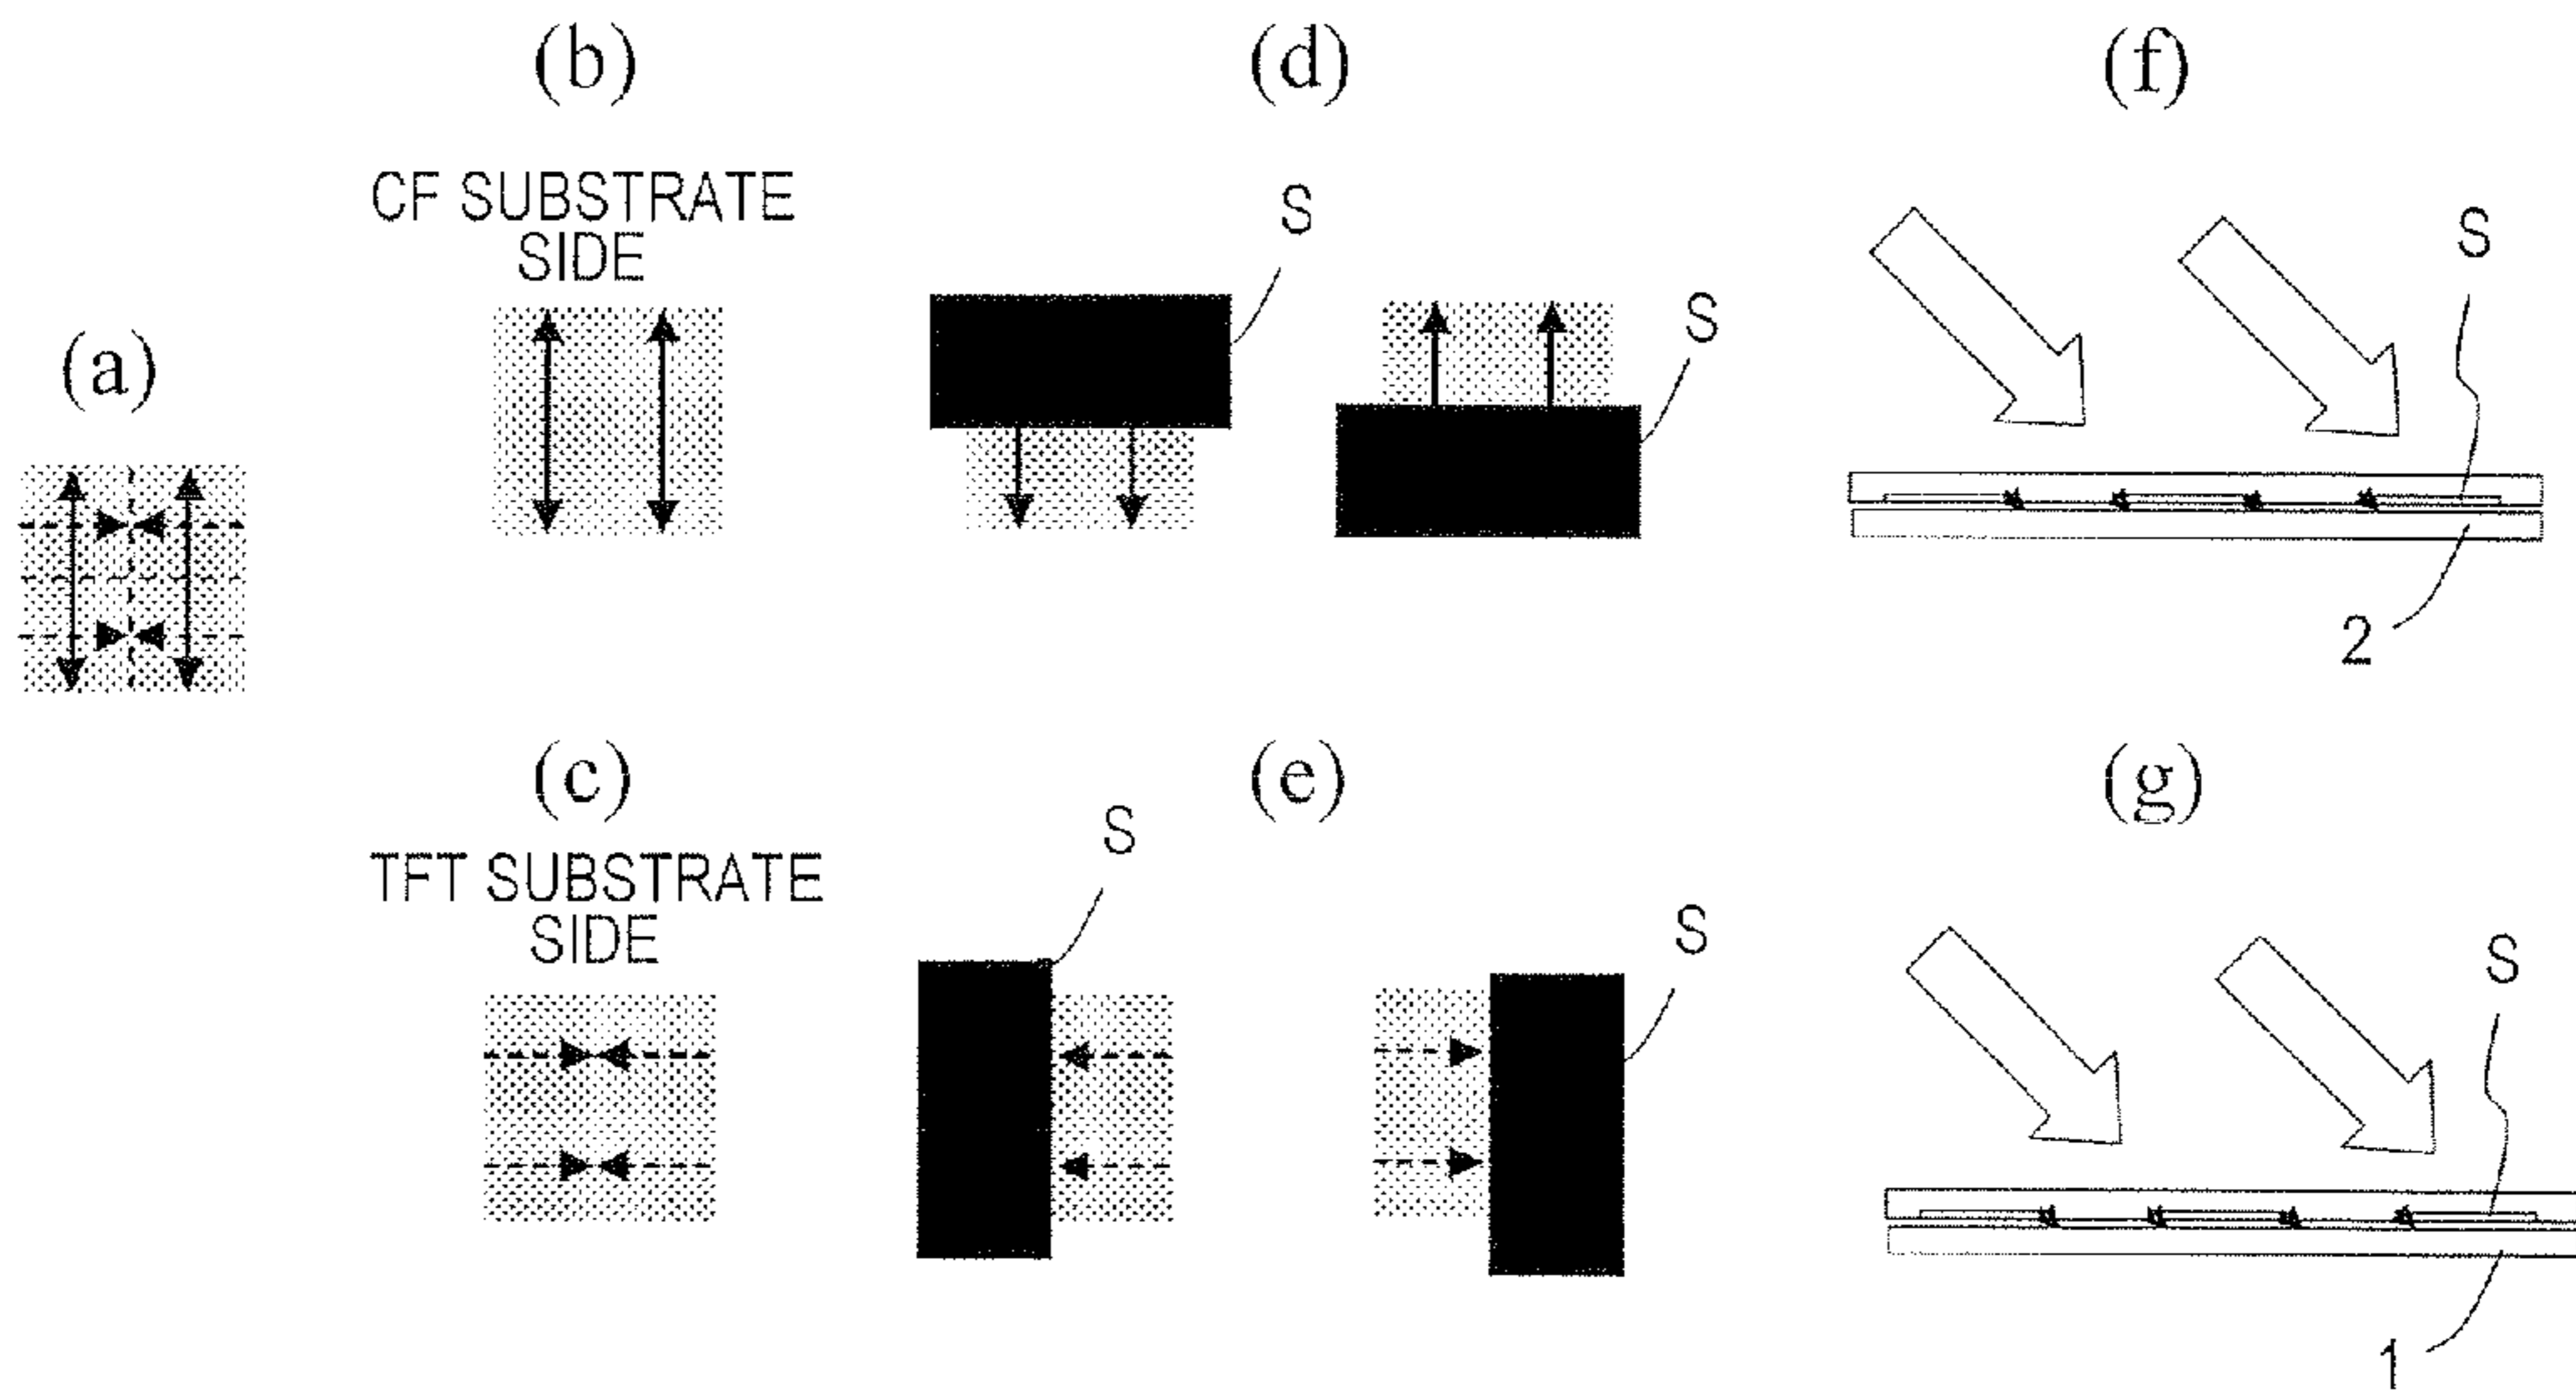 (a)
(b)
CF SUBSTRATE
SIDE
(c)
TFT SUBSTRATE
SIDE
(d)
S
S
(e)
S
S
(f)
S
2
(g)
S
1